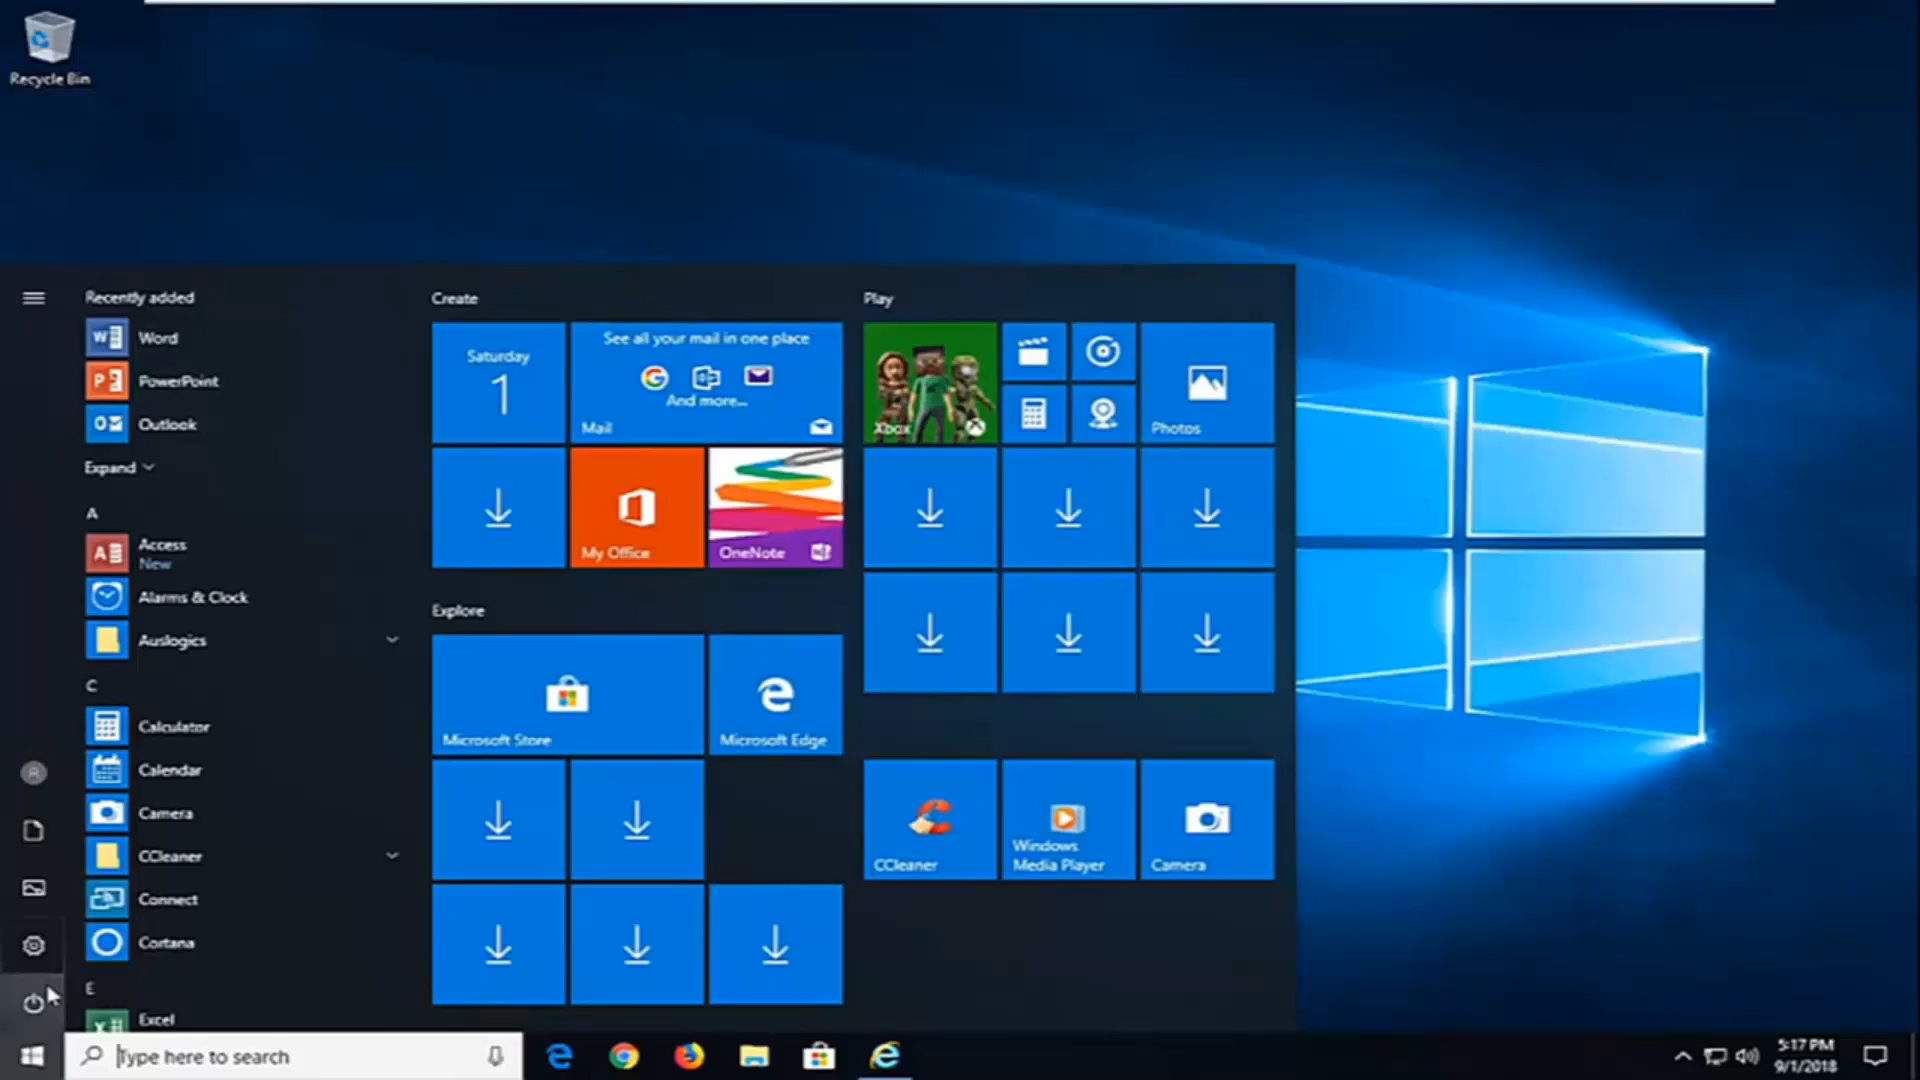 Recycle Bin
Recently added
Word
PowerPoint
Outlook
Expand
A
Access
New
Alarms & Clock
Auslogics
C
Calculator
Calendar
Camera
CCleaner
Connect
Cortana
E
Excel
Create
Saturday
1
See all your mail in one place
And more...
Mail
My Office
OneNote
Explore
Microsoft Store
Microsoft Edge
Play
Xbox
Photos
CCleaner
Windows
Media Player
Camera
Type here to search
5:17 PM
9/1/2018